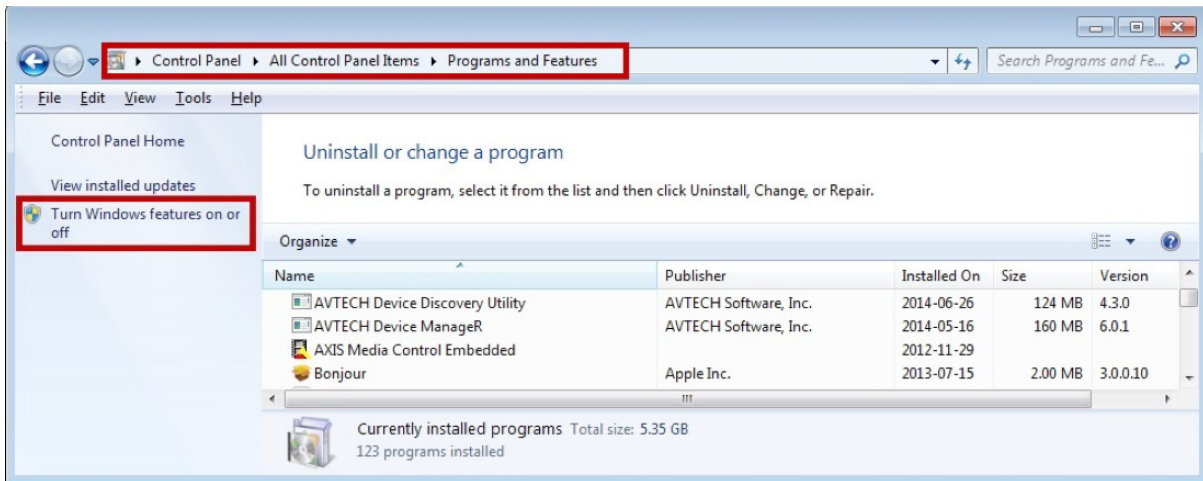 Control Panel ▸ All Control Panel Items ▸ Programs and Features
Search Programs and Fe...
File Edit View Tools Help
Control Panel Home
View installed updates
Turn Windows features on or
off
Uninstall or change a program
To uninstall a program, select it from the list and then click Uninstall, Change, or Repair.
Organize
Name Publisher Installed On Size Version
AVTECH Device Discovery Utility AVTECH Software, Inc. 2014-06-26 124 MB 4.3.0
AVTECH Device ManageR AVTECH Software, Inc. 2014-05-16 160 MB 6.0.1
AXIS Media Control Embedded 2012-11-29
Bonjour Apple Inc. 2013-07-15 2.00 MB 3.0.0.10
Currently installed programs Total size: 5.35 GB
123 programs installed